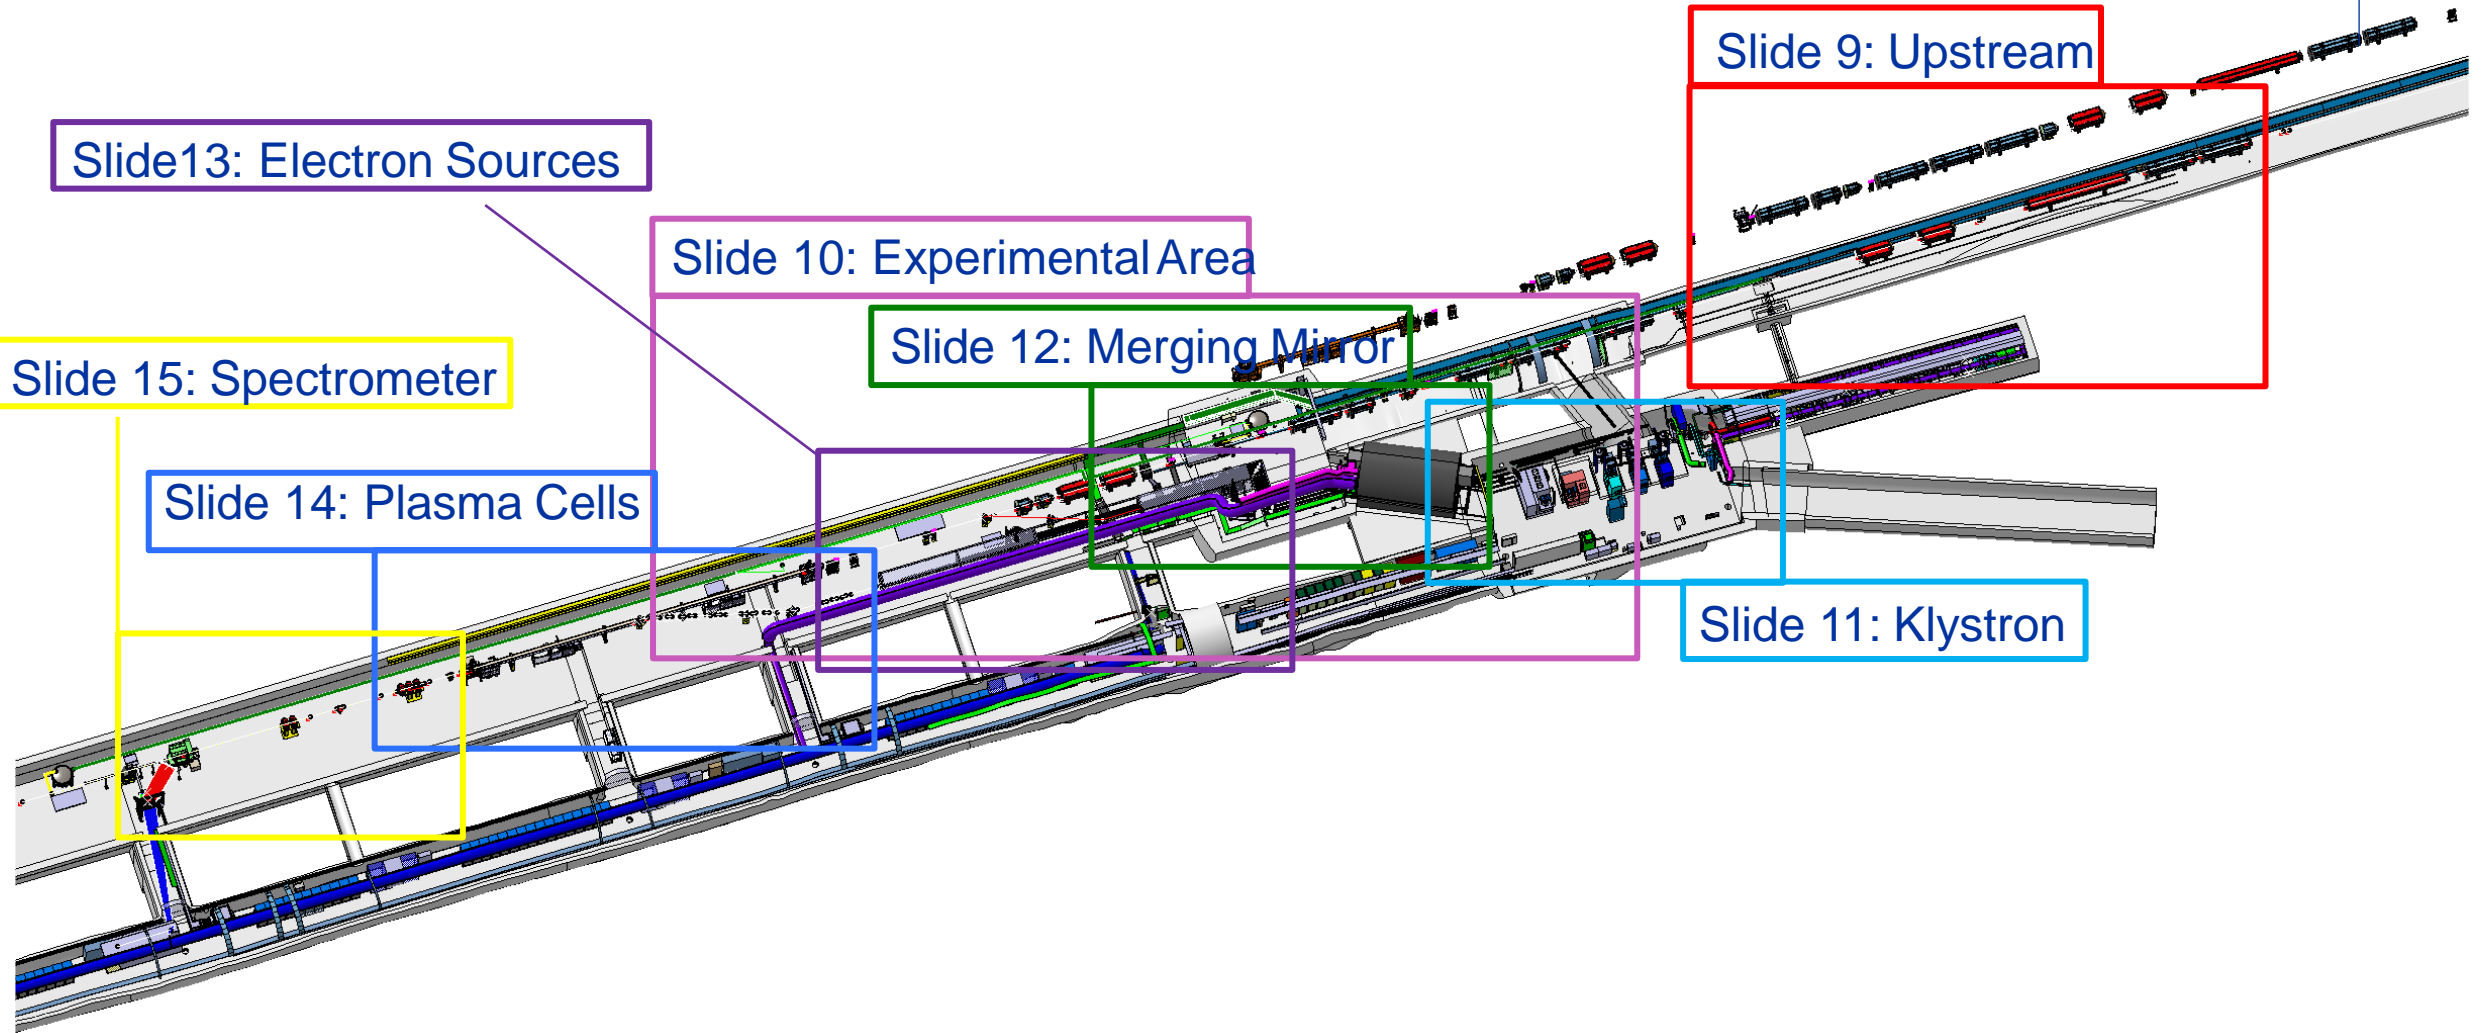 Slide 9: Upstream
Slide13: Electron Sources
Slide 10: Experimental Area
Slide 12: Merging Mirror
Slide 15: Spectrometer
Slide 14: Plasma Cells
Slide 11: Klystron